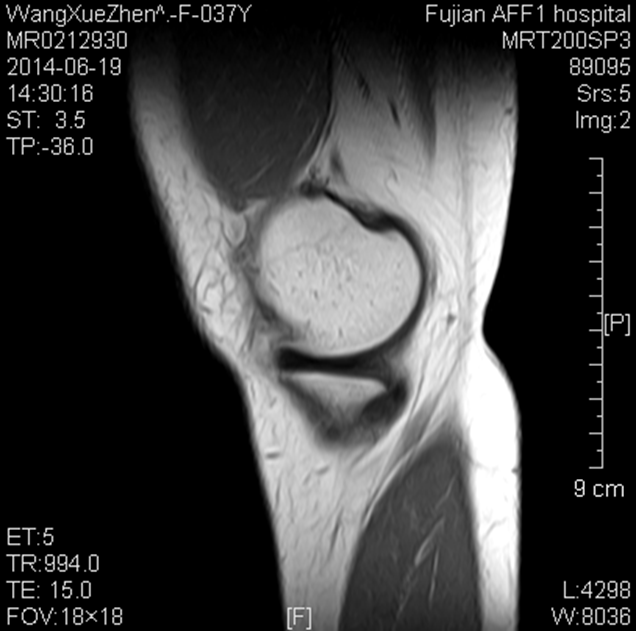 WangXueZhen^.-F-037Y
MR0212930
2014-06-19
14:30:16
ST: 3.5
TP:-36.0
Fujian AFF1 hospital
MRT200SP3
89095
Srs:5
Img:2
[P]
9 cm
ET:5
TR:994.0
TE: 15.0
FOV:18×18
[F]
L:4298
W:8036